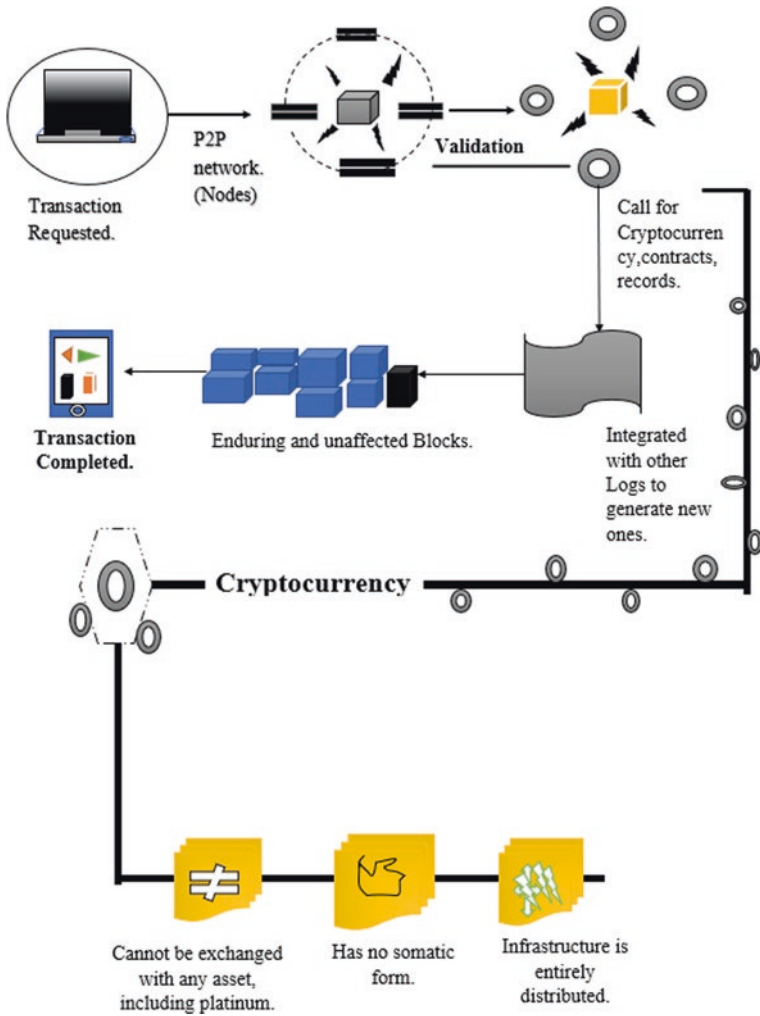 Transaction
Requested.
P2P
network.
(Nodes)
Validation
Call for
Cryptocurren
cy,contracts,
records.
Transaction
Completed.
Enduring and unaffected Blocks.
Integrated
with other
Logs to
generate new
ones.
Cryptocurrency
Cannot be exchanged
with any asset,
including platinum.
Has no somatic
form.
Infrastructure is
entirely
distributed.